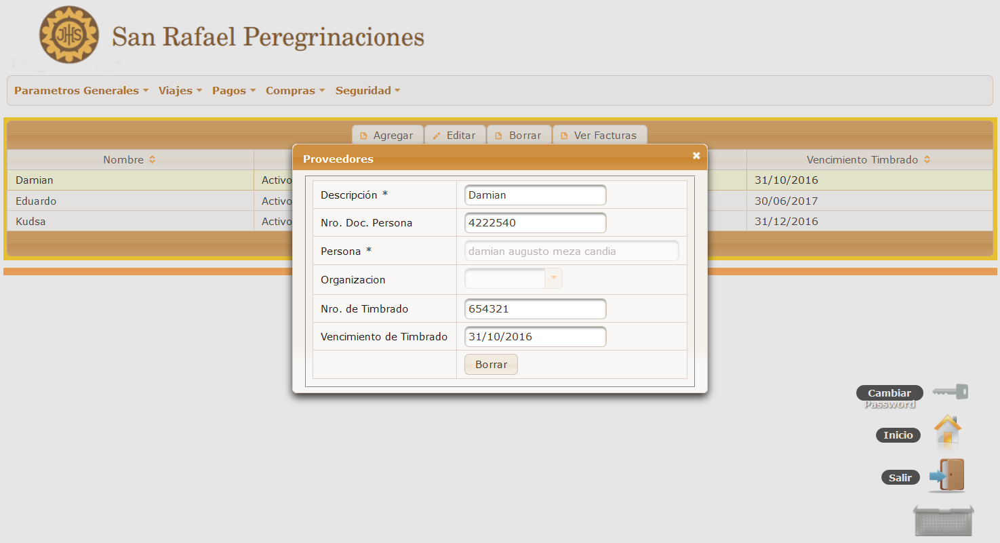 JHS
San Rafael Peregrinaciones
Parametros Generales Viajes Pagos Compras Seguridad
Agregar Editar Borrar Ver Facturas
Nombre Vencimiento Timbrado
Damian Activo 31/10/2016
Eduardo Activo 30/06/2017
Kudsa Activo 31/12/2016
Proveedores
Descripción * Damian
Nro. Doc. Persona 4222540
Persona * damian augusto meza candia
Organizacion
Nro. de Timbrado 654321
Vencimiento de Timbrado 31/10/2016
Borrar
Cambiar
Password
Inicio
Salir